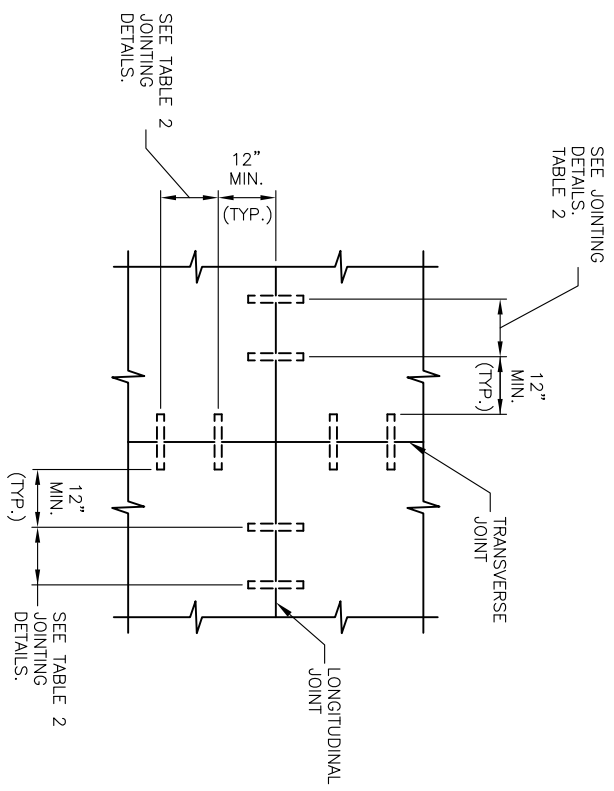 SEE JOINTING
DETAILS.
TABLE 2
12"
MIN.
(TYP.)
TRANSVERSE
JOINT
SEE TABLE 2
JOINTING
DETAILS.
12"
MIN.
(TYP.)
LONGITUDINAL
JOINT
12"
MIN.
(TYP.)
SEE TABLE 2
JOINTING
DETAILS.